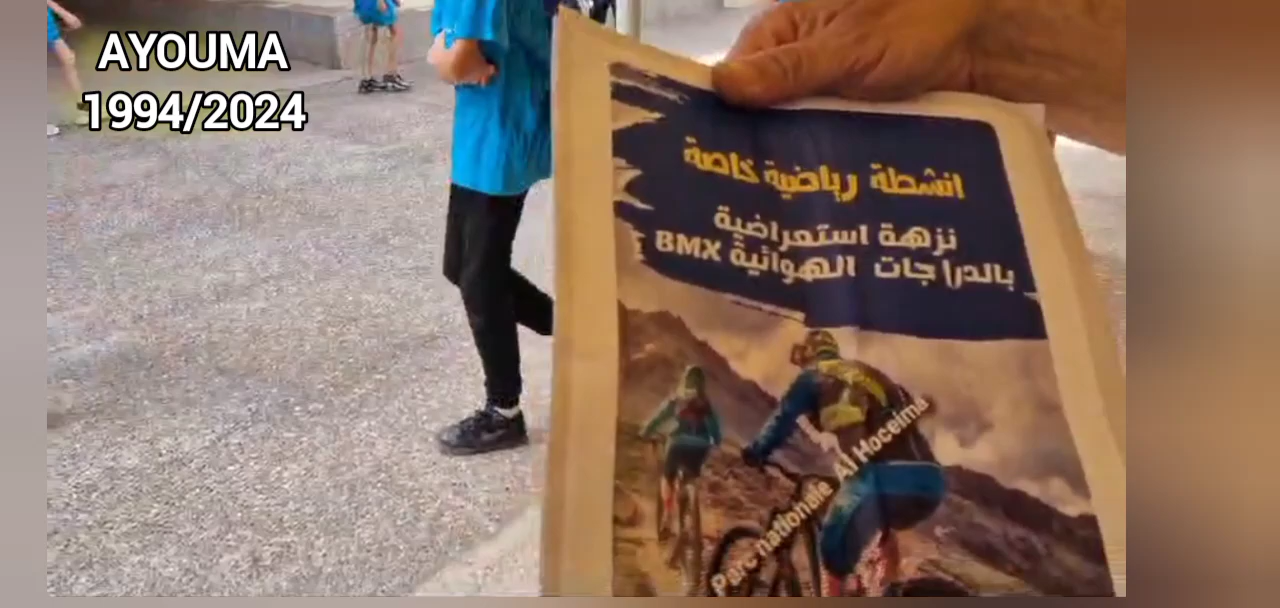 AYOUMA
1994/2024
انشطة رياضية خاصة
نزهة استعراضية
بالدراجات الهوائية BMX
Parc nationale Al Hoceima